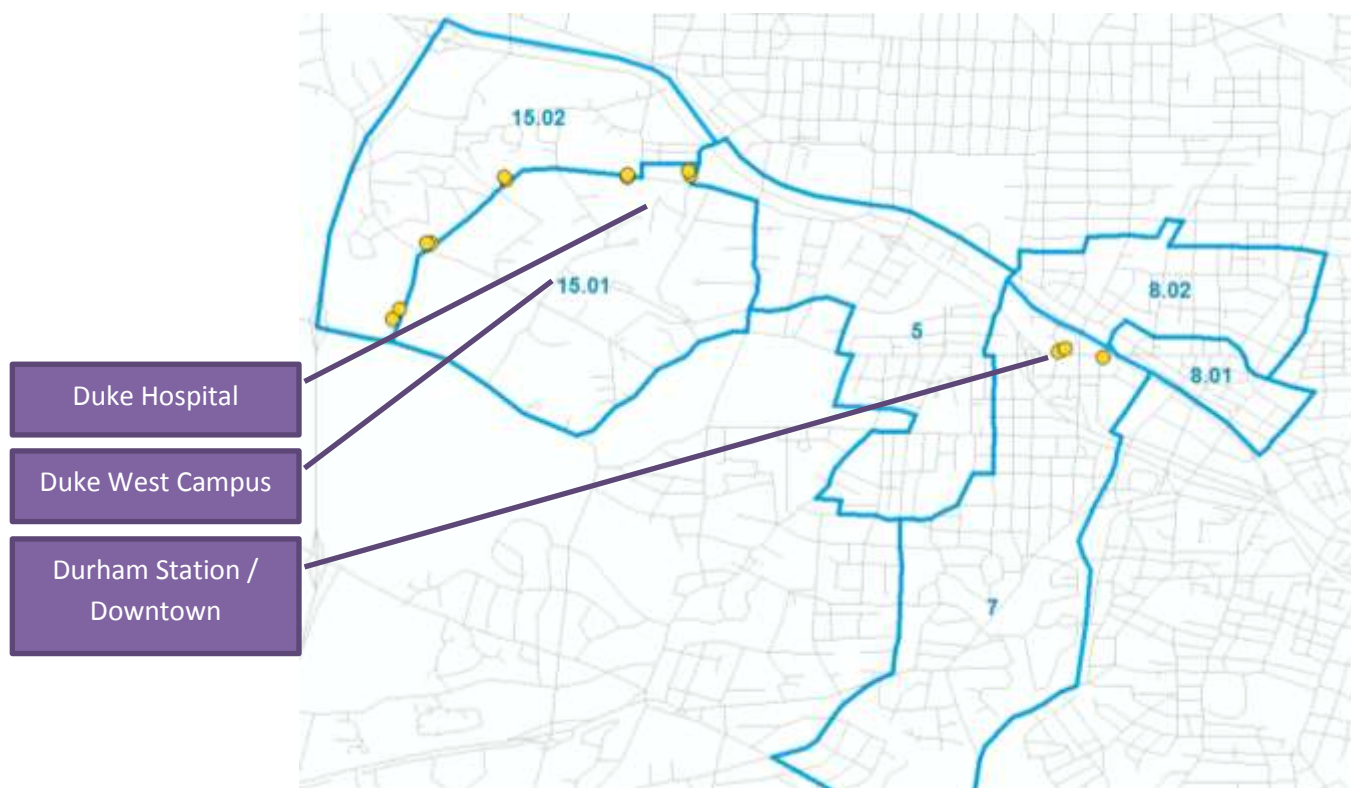 15.02
15.01
8.02
5
8.01
Duke Hospital
Duke West Campus
Durham Station /
Downtown
7